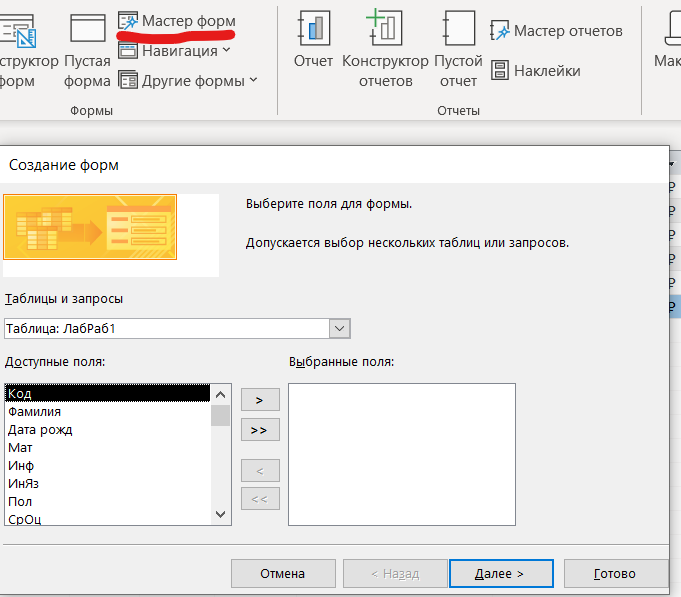 Мастер форм
структор
форм
Пустая
форма
Навигация
Другие формы
Формы
Отчет
Конструктор
отчетов
Пустой
отчет
Мастер отчетов
Наклейки
Отчеты
Мак
Создание форм
Выберите поля для формы.
Допускается выбор нескольких таблиц или запросов.
Таблицы и запросы
Таблица: ЛабРаб1
Доступные поля:
Выбранные поля:
Код
Фамилия
Дата рожд
Мат
Инф
ИнЯз
Пол
СрОц
>
>>
<
<<
Отмена
< Назад
Далее >
Готово
₽
₽
₽
₽
₽
₽